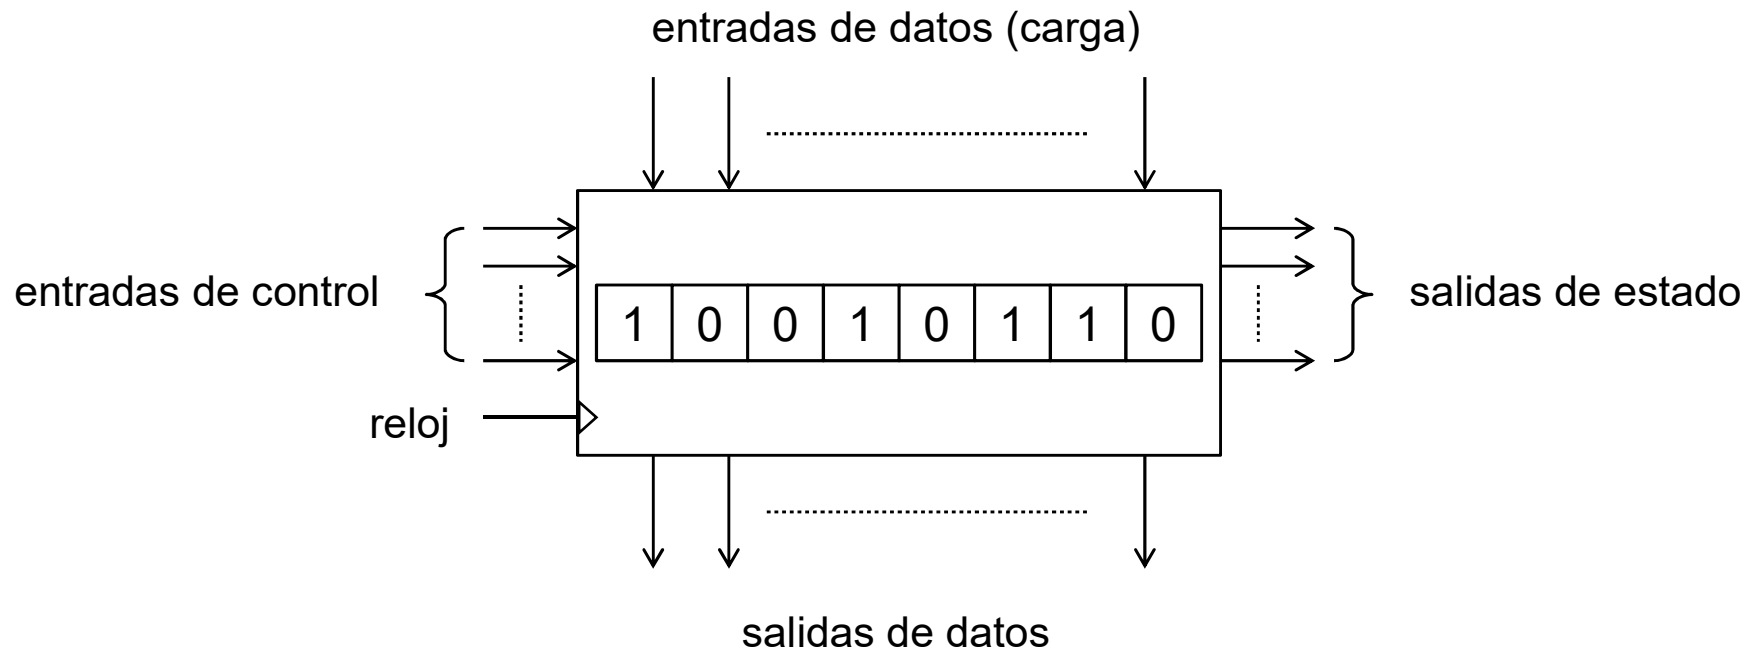 entradas de datos (carga)
entradas de control
1 0 0 1 0 1 1 0
salidas de estado
reloj
salidas de datos